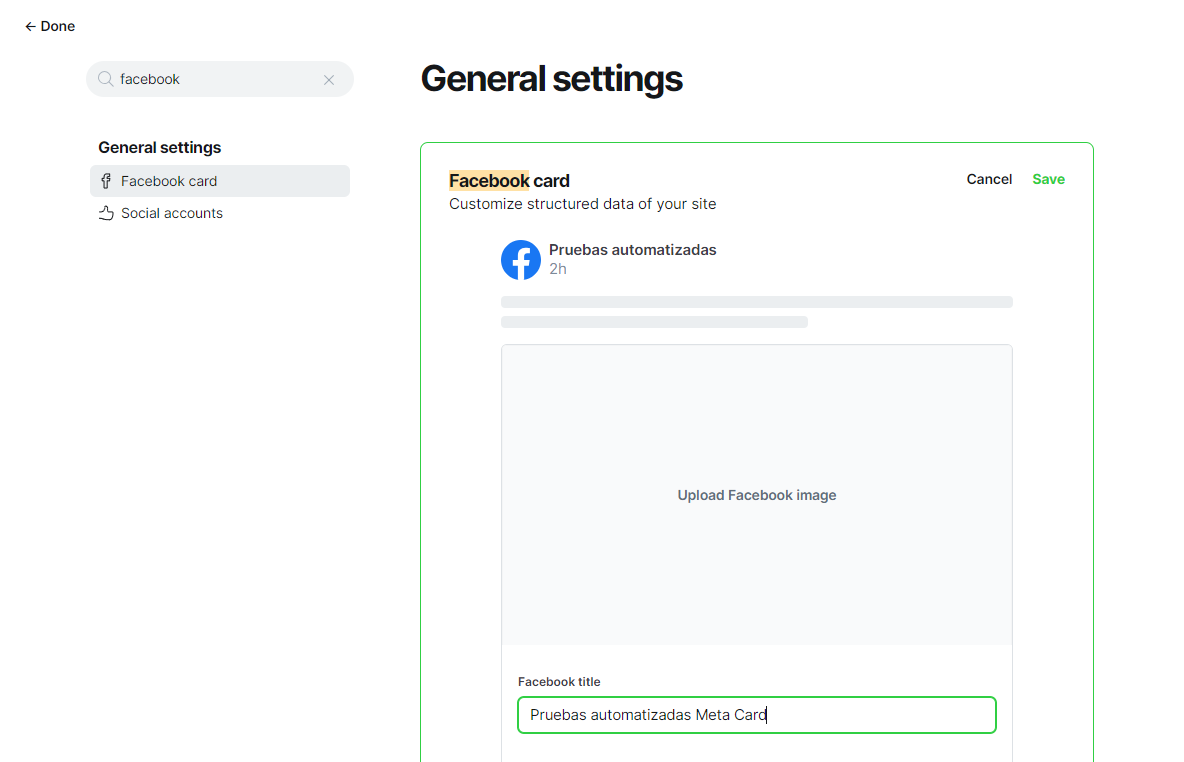 ← Done
facebook
General settings
Facebook card
Social accounts
General settings
Facebook card
Cancel
Save
Customize structured data of your site
Pruebas automatizadas
2h
Upload Facebook image
Facebook title
Pruebas automatizadas Meta Card